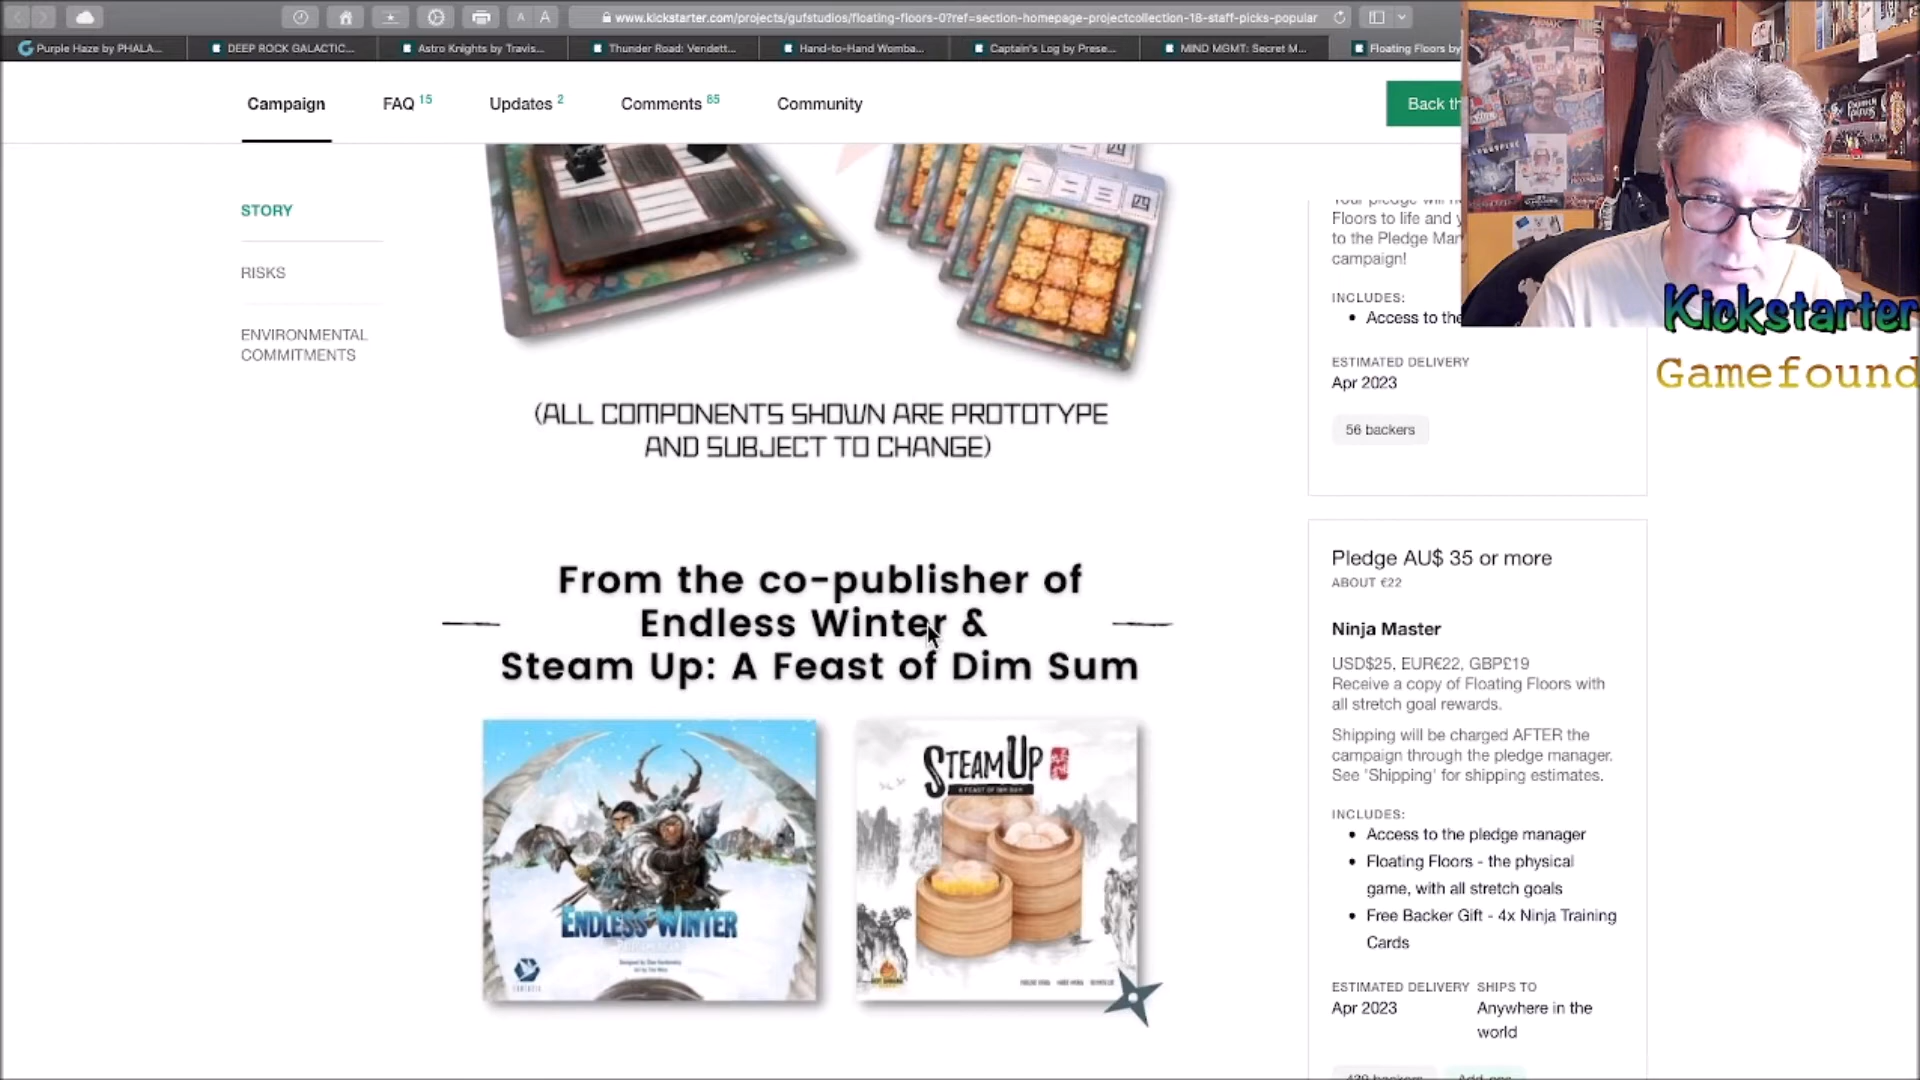 www.kickstarter.com/projects/gufstudios/floating-floors-0?ref=section-homepage-projectcollection-18-staff-picks-popular
A A
Purple Haze by PHALA...
DEEP ROCK GALACTIC...
Astro Knights by Travis...
Thunder Road: Vendett...
Hand-to-Hand Womba...
Captain's Log by Prese...
MIND MGMT: Secret M...
Floating Floors by
Campaign
FAQ 15
Updates 2
Comments 85
Community
Back th
STORY
RISKS
ENVIRONMENTAL
COMMITMENTS
(ALL COMPONENTS SHOWN ARE PROTOTYPE
AND SUBJECT TO CHANGE)
From the co-publisher of
Endless Winter &
Steam Up: A Feast of Dim Sum
ENDLESS WINTER
STEAM UP
A FEAST OF DIM SUM
Floors to life and y
to the Pledge Man
campaign!
INCLUDES:
Access to the
ESTIMATED DELIVERY
Apr 2023
56 backers
Pledge AU$ 35 or more
ABOUT €22
Ninja Master
USD$25, EUR€22, GBP£19
Receive a copy of Floating Floors with
all stretch goal rewards.
Shipping will be charged AFTER the
campaign through the pledge manager.
See 'Shipping' for shipping estimates.
INCLUDES:
Access to the pledge manager
Floating Floors - the physical
game, with all stretch goals
Free Backer Gift - 4x Ninja Training
Cards
ESTIMATED DELIVERY
Apr 2023
SHIPS TO
Anywhere in the
world
Kickstarter
Gamefound